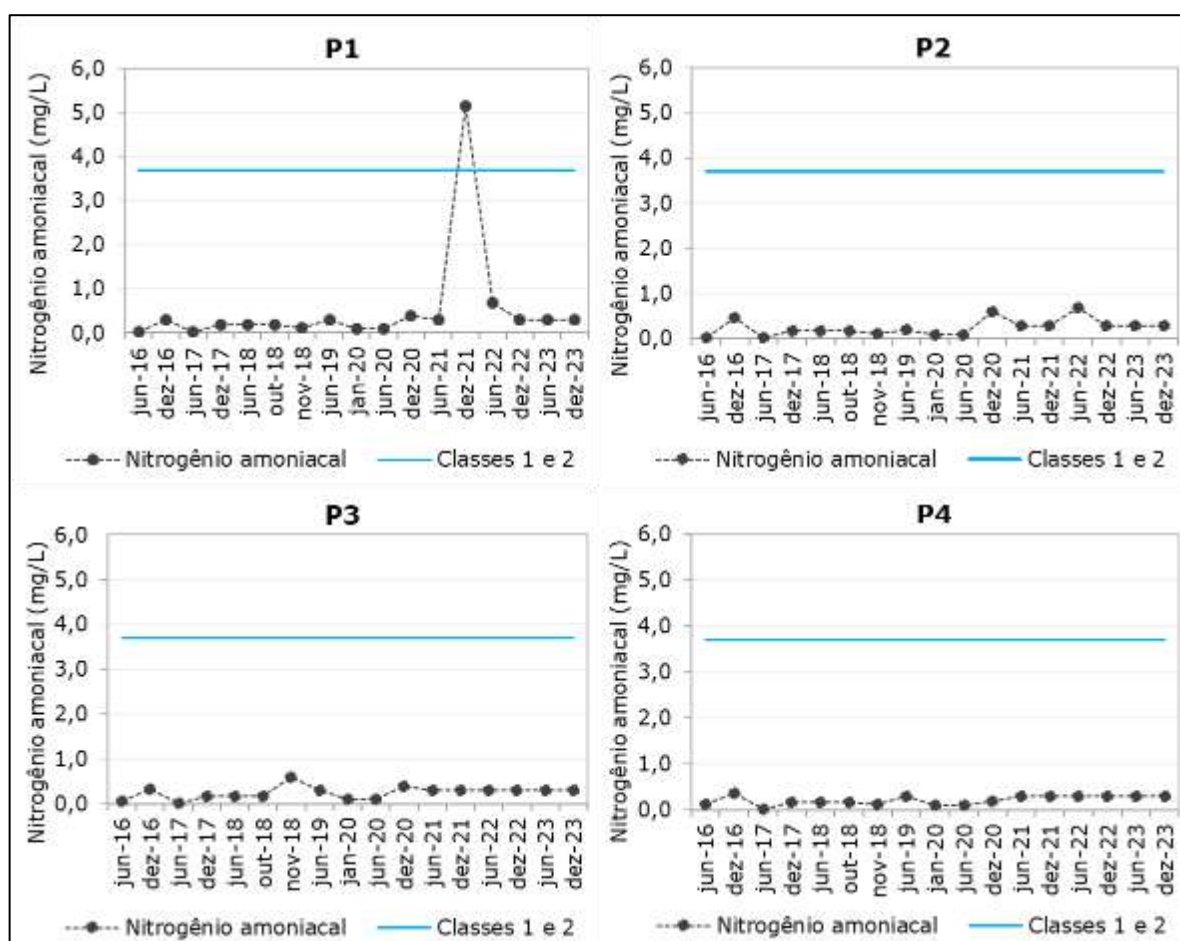 P1
Nitrogênio amoniacal (mg/L)
6,0
5,0
4,0
3,0
2,0
1,0
0,0
jun-16
dez-16
jun-17
dez-17
jun-18
out-18
nov-18
jun-19
jan-20
jun-20
dez-20
jun-21
dez-21
jun-22
dez-22
jun-23
dez-23
Nitrogênio amoniacal
Classes 1 e 2
P2
Nitrogênio amoniacal (mg/L)
6,0
5,0
4,0
3,0
2,0
1,0
0,0
jun-16
dez-16
jun-17
dez-17
jun-18
out-18
nov-18
jun-19
jan-20
jun-20
dez-20
jun-21
dez-21
jun-22
dez-22
jun-23
dez-23
Nitrogênio amoniacal
Classes 1 e 2
P3
Nitrogênio amoniacal (mg/L)
6,0
5,0
4,0
3,0
2,0
1,0
0,0
jun-16
dez-16
jun-17
dez-17
jun-18
out-18
nov-18
jun-19
jan-20
jun-20
dez-20
jun-21
dez-21
jun-22
dez-22
jun-23
dez-23
Nitrogênio amoniacal
Classes 1 e 2
P4
Nitrogênio amoniacal (mg/L)
6,0
5,0
4,0
3,0
2,0
1,0
0,0
jun-16
dez-16
jun-17
dez-17
jun-18
out-18
nov-18
jun-19
jan-20
jun-20
dez-20
jun-21
dez-21
jun-22
dez-22
jun-23
dez-23
Nitrogênio amoniacal
Classes 1 e 2